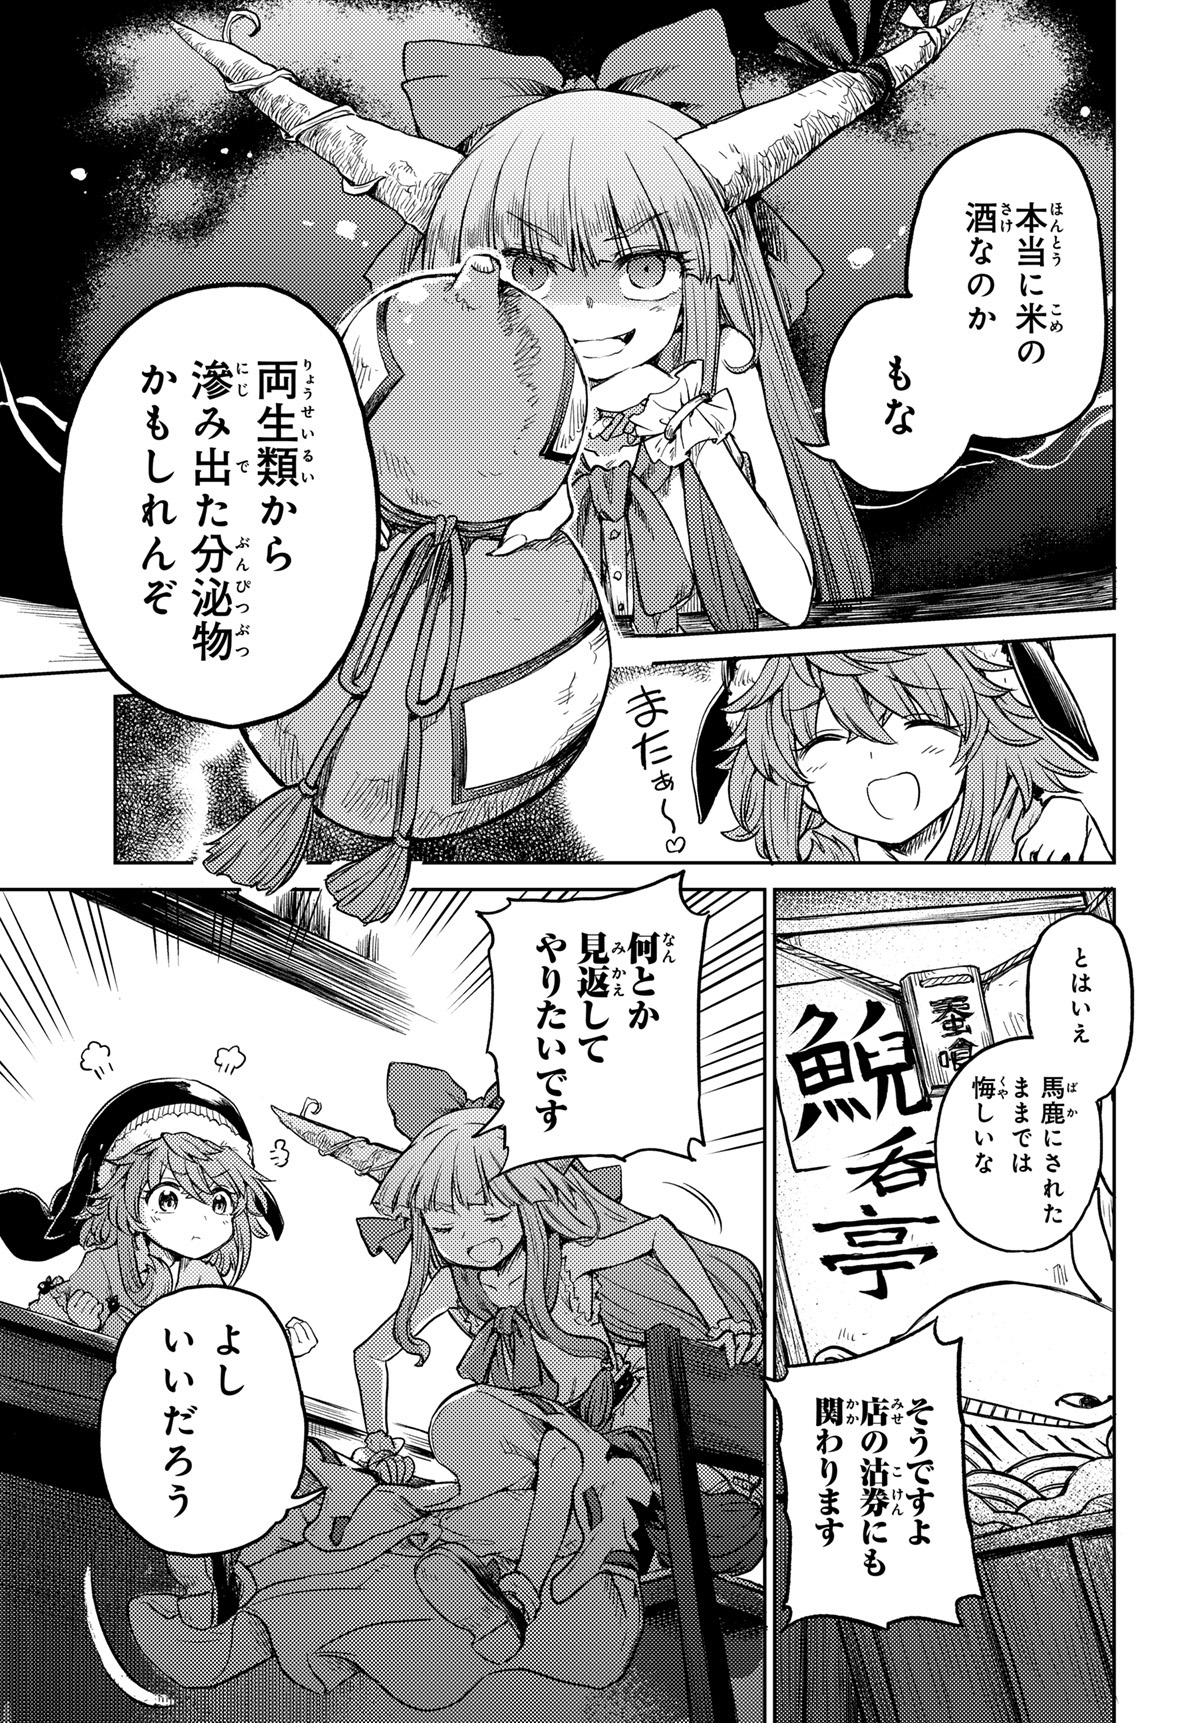 本当に米の
酒なのか
もな
両生類から
滲み出た分泌物
かもしれんぞ
またぁ〜♡
とはいえ
馬鹿にされた
ままでは
悔しいな
蚕喰
鯢呑亭
そうですよ
店の沽券にも
関わります
何とか
見返して
やりたいです
よし
いいだろう